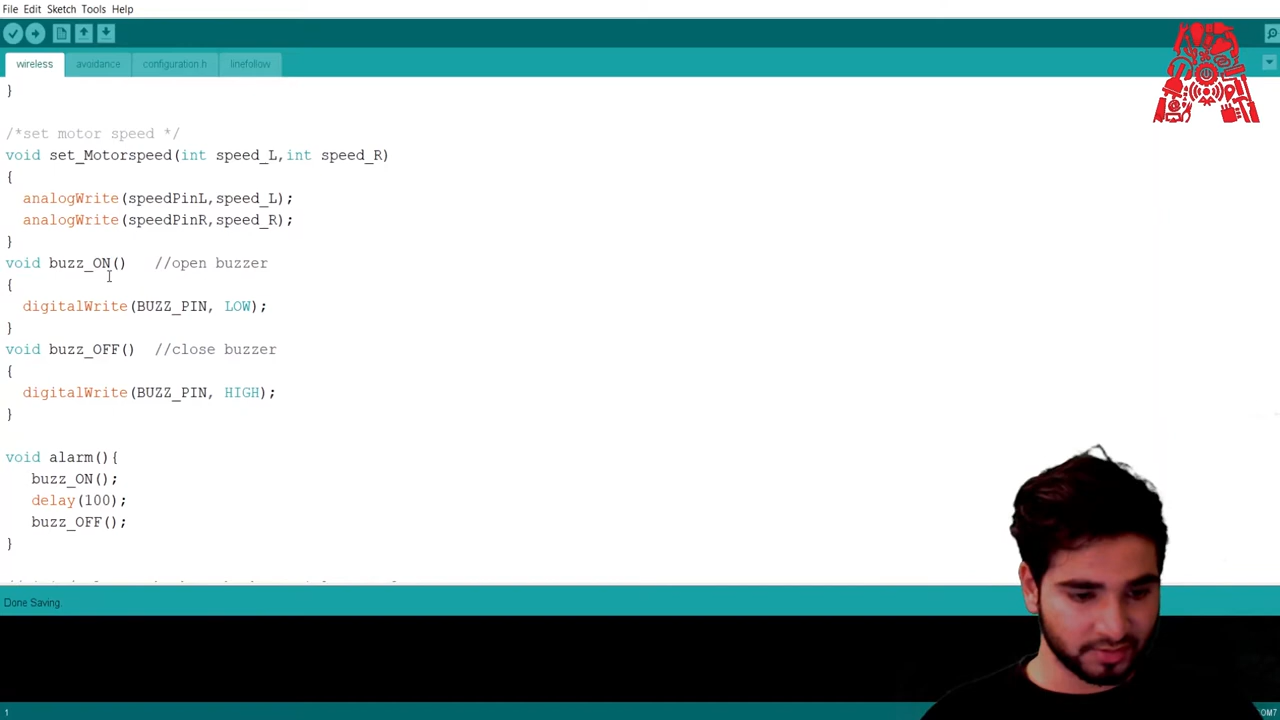 File Edit Sketch Tools Help
wireless avoidance configuration.h linefollow
}
/*set motor speed */
void set_Motorspeed(int speed_L,int speed_R)
{
analogWrite(speedPinL,speed_L);
analogWrite(speedPinR,speed_R);
}
void buzz_ON() //open buzzer
{
digitalWrite(BUZZ_PIN, LOW);
}
void buzz_OFF() //close buzzer
{
digitalWrite(BUZZ_PIN, HIGH);
}
void alarm(){
buzz_ON();
delay(100);
buzz_OFF();
}
Done Saving.
1
COM7